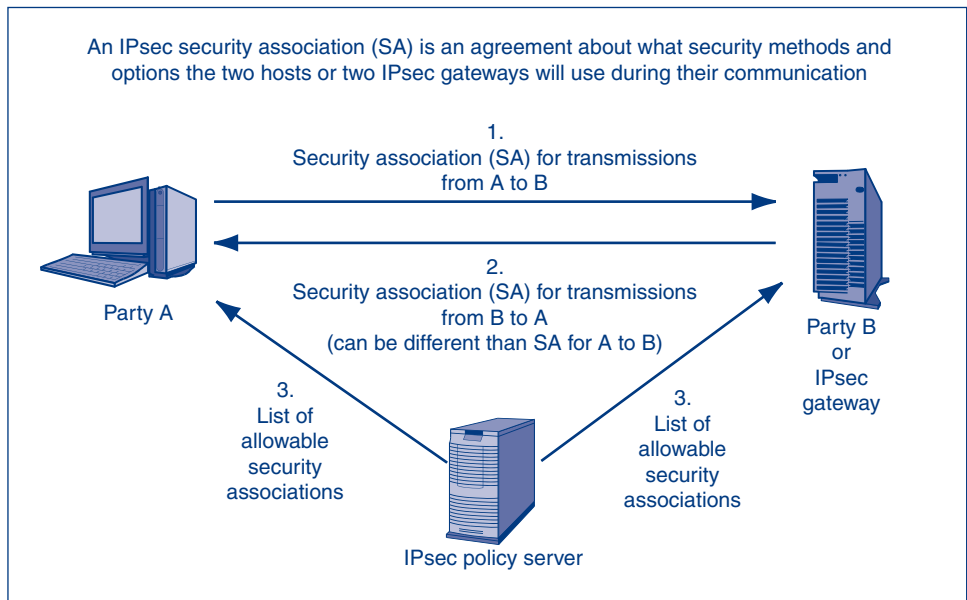 An IPsec security association (SA) is an agreement about what security methods and
options the two hosts or two IPsec gateways will use during their communication
1.
Security association (SA) for transmissions
from A to B
Party A
2.
Security association (SA) for transmissions
from B to A
(can be different than SA for A to B)
Party B
or
IPsec
gateway
3.
List of
allowable
security
associations
3.
List of
allowable
security
associations
IPsec policy server